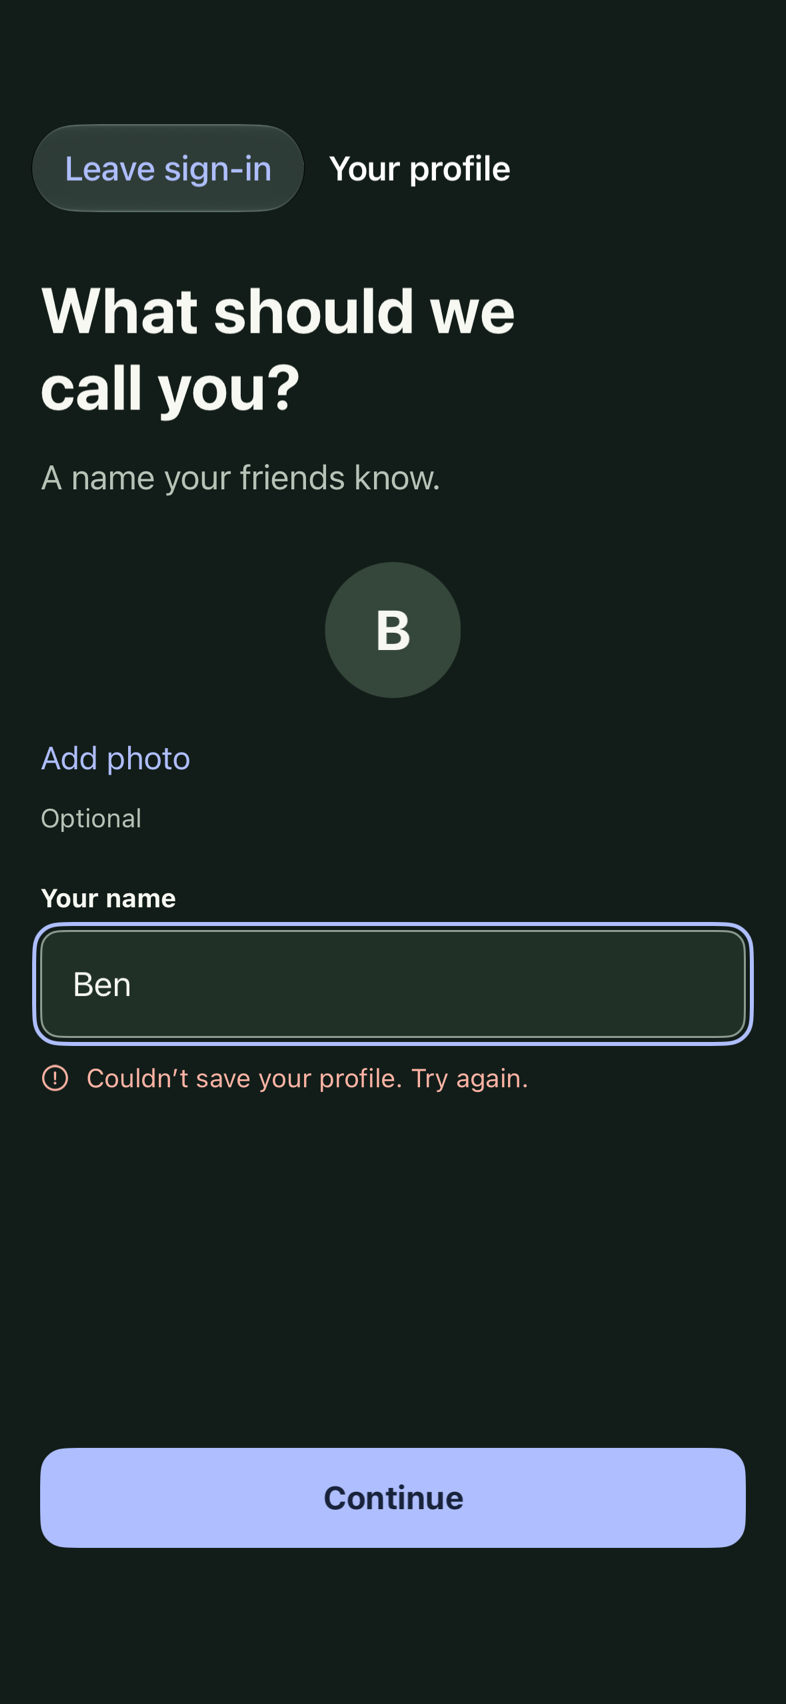 Leave sign-in
Your profile
What should we
call you?
A name your friends know.
B
Add photo
Optional
Your name
Ben
Couldn’t save your profile. Try again.
Continue